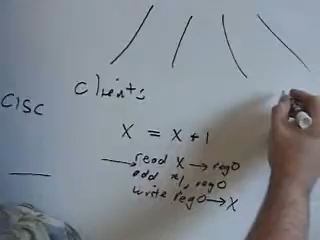 Clients
CISC
X = X + 1
read X → reg0
add #1, reg0
write reg0 → X